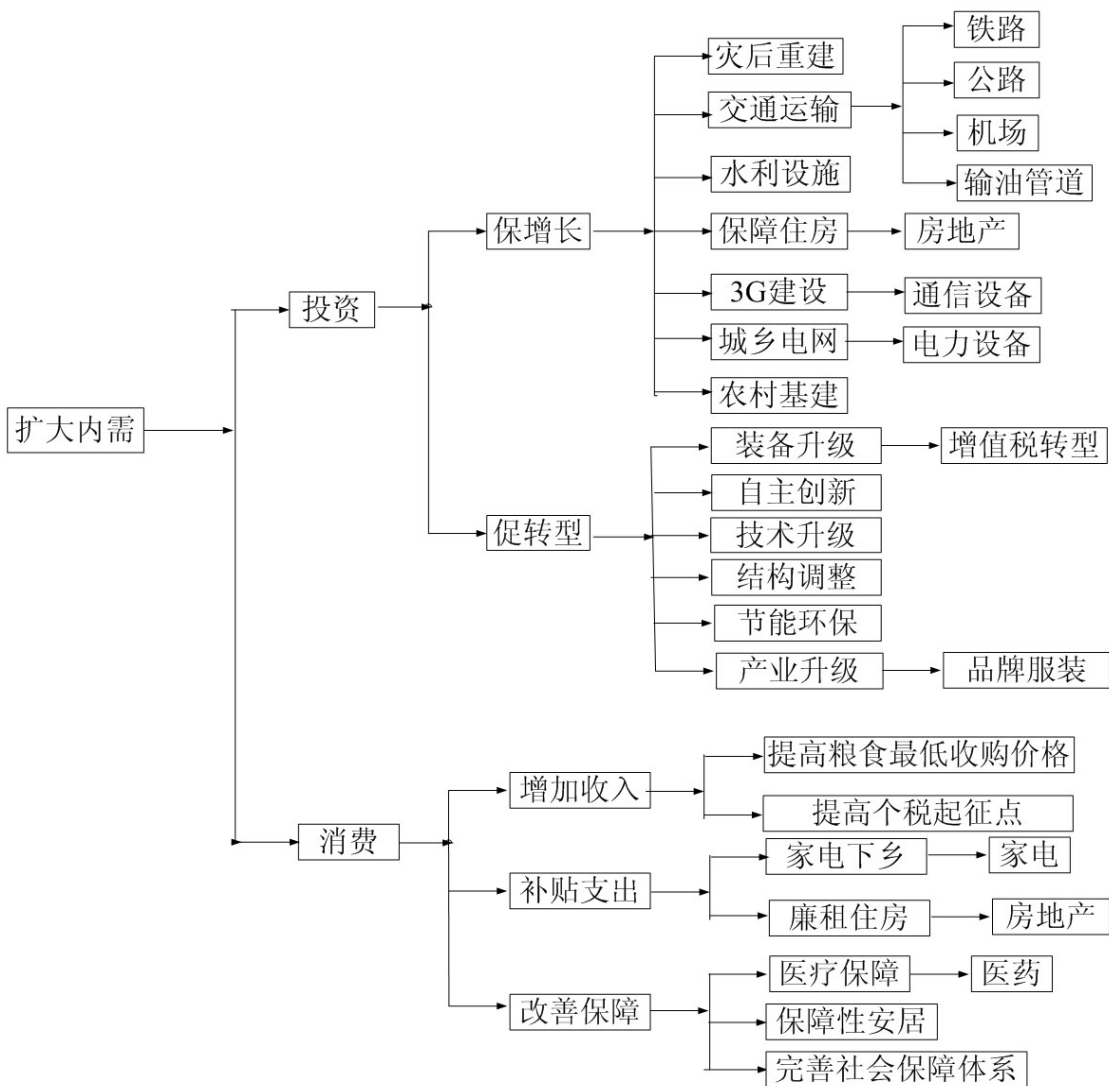 扩大内需
投资
保增长
灾后重建
交通运输
铁路
公路
机场
输油管道
水利设施
保障住房
房地产
3G建设
通信设备
城乡电网
电力设备
农村基建
促转型
装备升级
增值税转型
自主创新
技术升级
结构调整
节能环保
产业升级
品牌服装
消费
增加收入
提高粮食最低收购价格
提高个税起征点
补贴支出
家电下乡
家电
廉租住房
房地产
改善保障
医疗保障
医药
保障性安居
完善社会保障体系